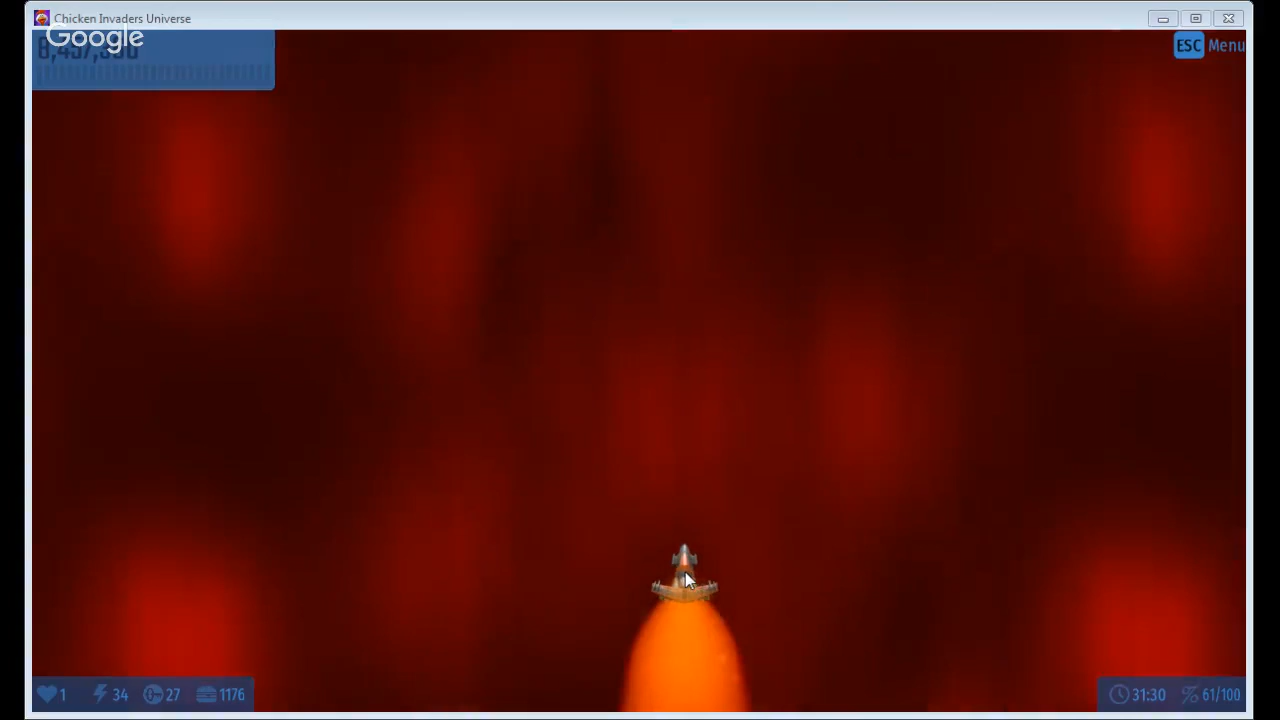 Chicken Invaders Universe
Google
ESC Menu
1 34 27 1176
31:30 61/100